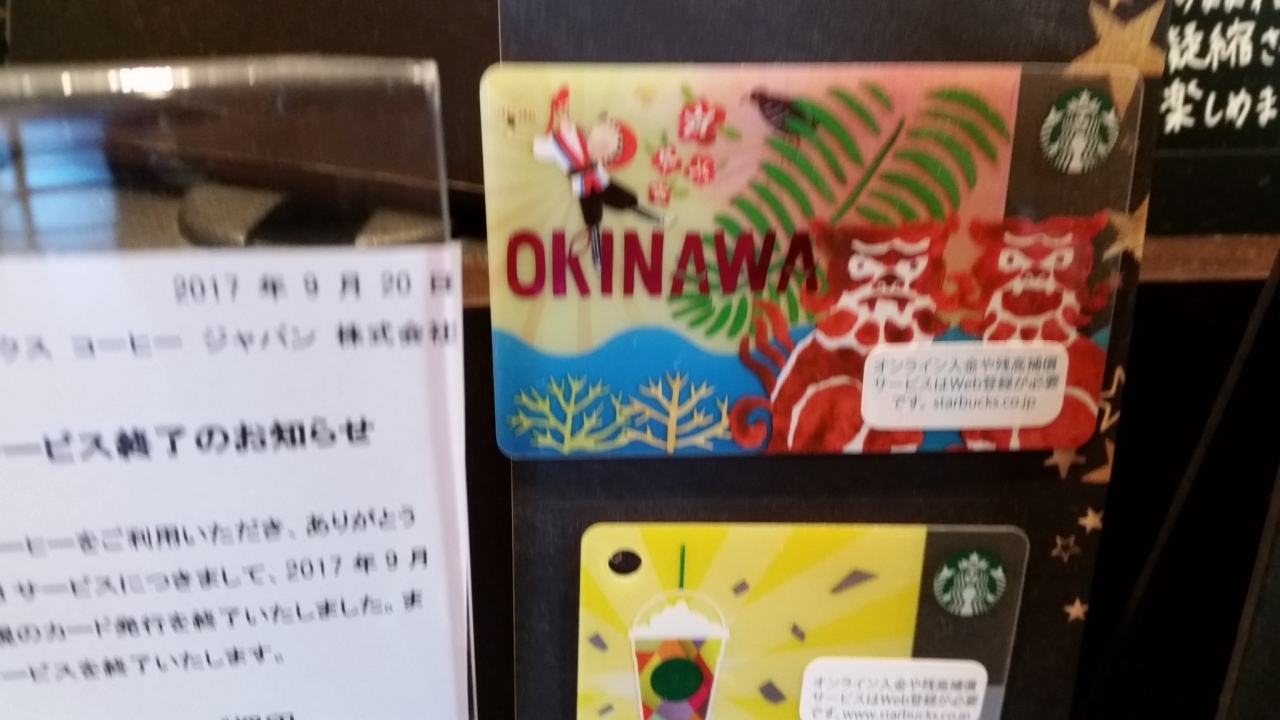 2017 年 9 月 20 日
クス コーヒー ジャパン 株式会社
ービス終了のお知らせ
ーヒーをご利用いただき、ありがとう
サービスにつきまして、2017 年 9 月
のカード発行を終了いたしました。ま
ービスを終了いたします。
OKINAWA
オンライン入金や残高補償
サービスはWeb登録が必要
です。starbucks.co.jp
オンライン入金や残高補償
サービスはWeb登録が必要
です。www.starbucks.co.jp
縮さ
楽しめま